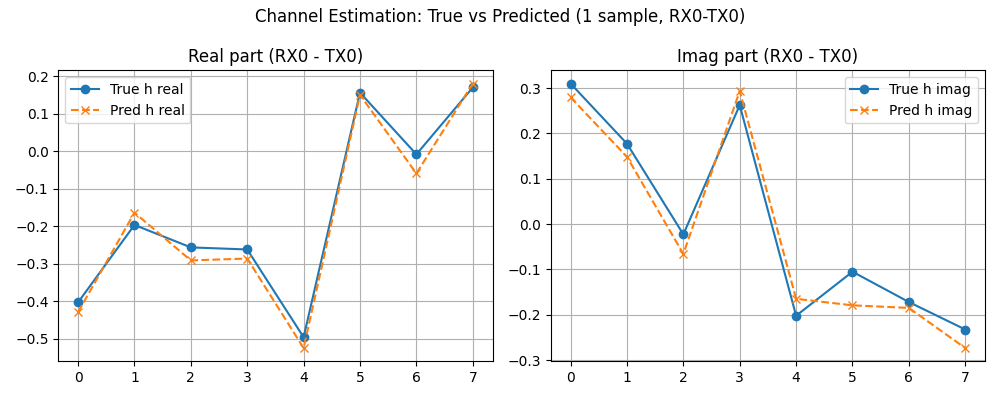 Channel Estimation: True vs Predicted (1 sample, RX0-TX0)
Real part (RX0 - TX0)
True h real
Pred h real
0.2
0.1
0.0
−0.1
−0.2
−0.3
−0.4
−0.5
0 1 2 3 4 5 6 7
Imag part (RX0 - TX0)
True h imag
Pred h imag
0.3
0.2
0.1
0.0
−0.1
−0.2
−0.3
0 1 2 3 4 5 6 7